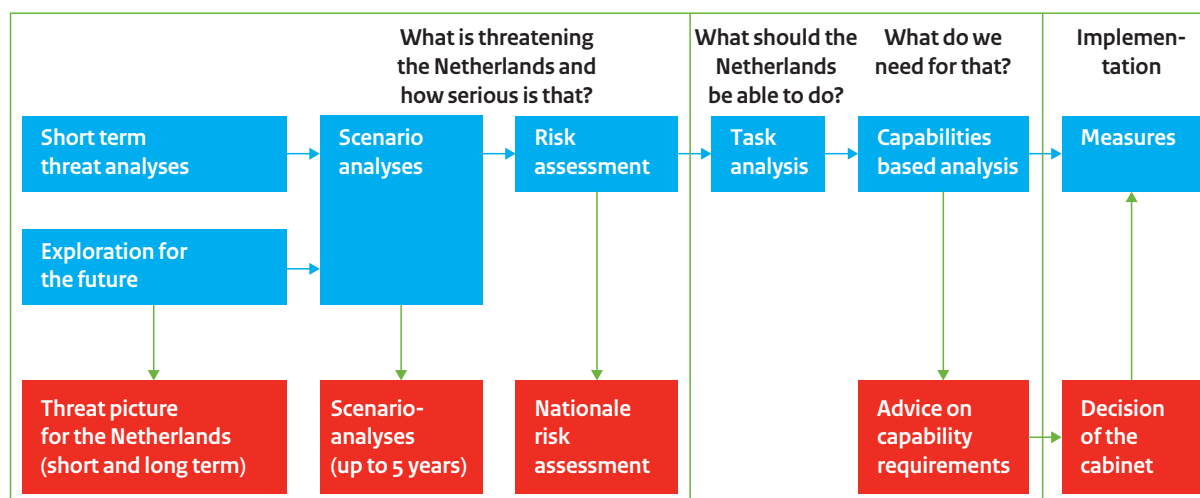 What is threatening
the Netherlands and
how serious is that?
What should the
Netherlands
be able to do?
What do we
need for that?
Implemen-
tation
Short term
threat analyses
Scenario
analyses
Risk
assessment
Task
analysis
Capabilities
based analysis
Measures
Exploration for
the future
Threat picture
for the Netherlands
(short and long term)
Scenario-
analyses
(up to 5 years)
Nationale
risk
assessment
Advice on
capability
requirements
Decision
of the
cabinet